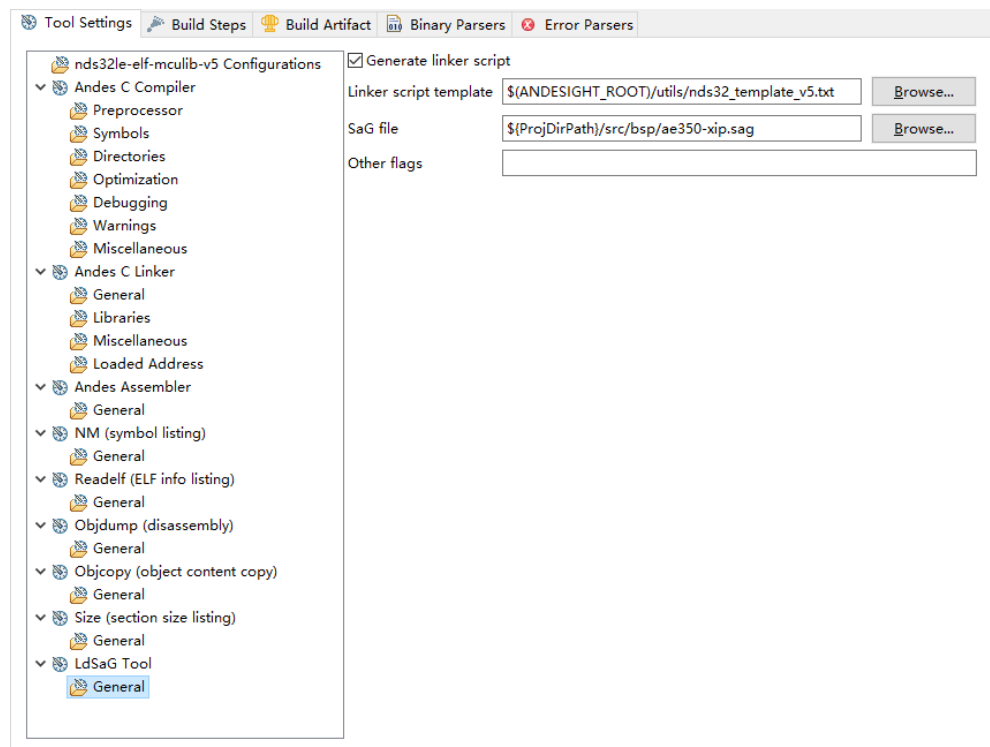 Tool Settings Build Steps Build Artifact Binary Parsers Error Parsers
nds32le-elf-mculib-v5 Configurations
Andes C Compiler
Preprocessor
Symbols
Directories
Optimization
Debugging
Warnings
Miscellaneous
Andes C Linker
General
Libraries
Miscellaneous
Loaded Address
Andes Assembler
General
NM (symbol listing)
General
Readelf (ELF info listing)
General
Objdump (disassembly)
General
Objcopy (object content copy)
General
Size (section size listing)
General
LdSaG Tool
General
Generate linker script
Linker script template $(ANDESIGHT_ROOT)/utils/nds32_template_v5.txt Browse...
SaG file ${ProjDirPath}/src/bsp/ae350-xip.sag Browse...
Other flags